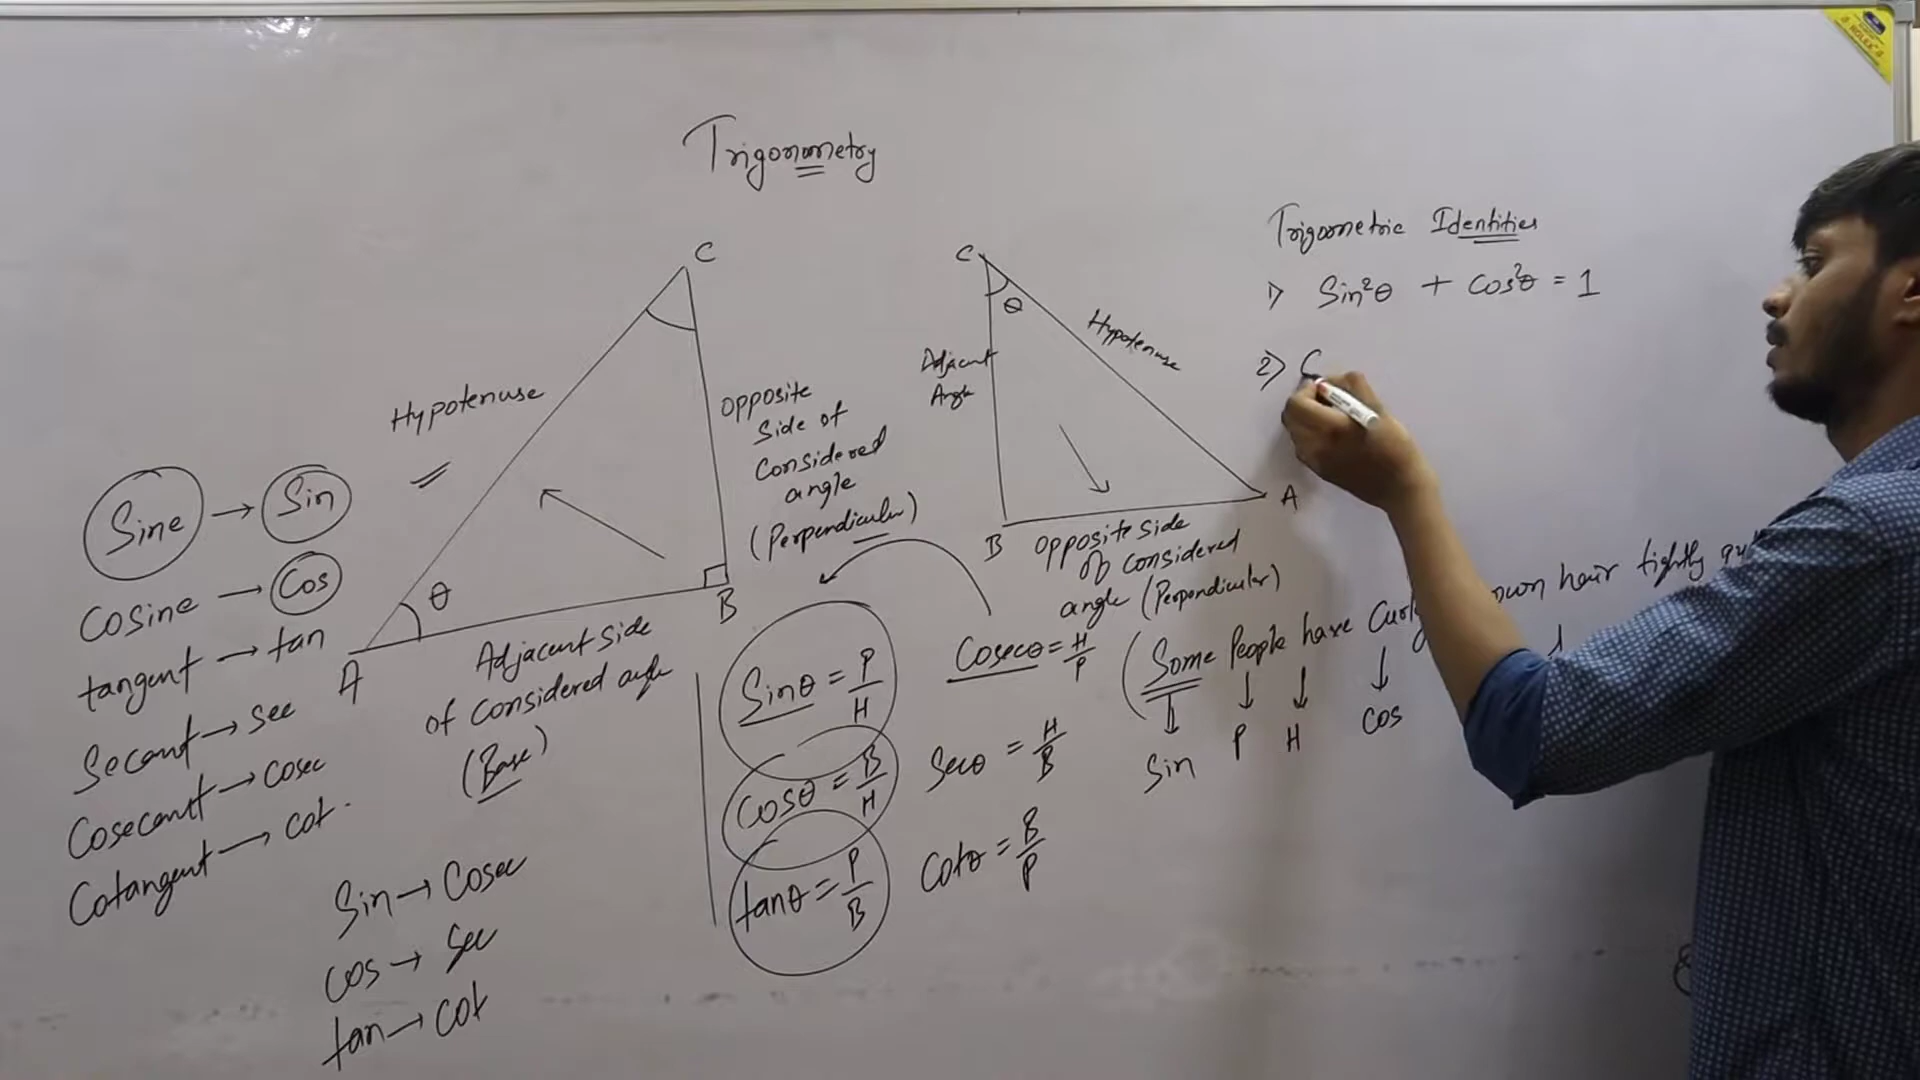 Trigonometry
C
Hypotenuse
θ
A
B
Opposite
Side of
Considered
angle
(Perpendicular)
Adjacent Side
of Considered angle
(Base)
Sine → Sin
Cosine → Cos
tangent → tan
Secant → sec
Cosecant → cosec
Cotangent → cot.
Sin → Cosec
cos → Sec
tan → cot
C
θ
Adjacent
Angle
Hypotenuse
B
A
Opposite Side
Of Considered
angle (Perpendicular)
Sinθ = P/H
Cosθ = B/H
tanθ = P/B
Cosecθ = H/P
Secθ = H/B
Cotθ = B/P
Trigometric Identities
1) Sin²θ + Cos²θ = 1
2) C
(Some People have Curly hair tightly
Sin P H Cos